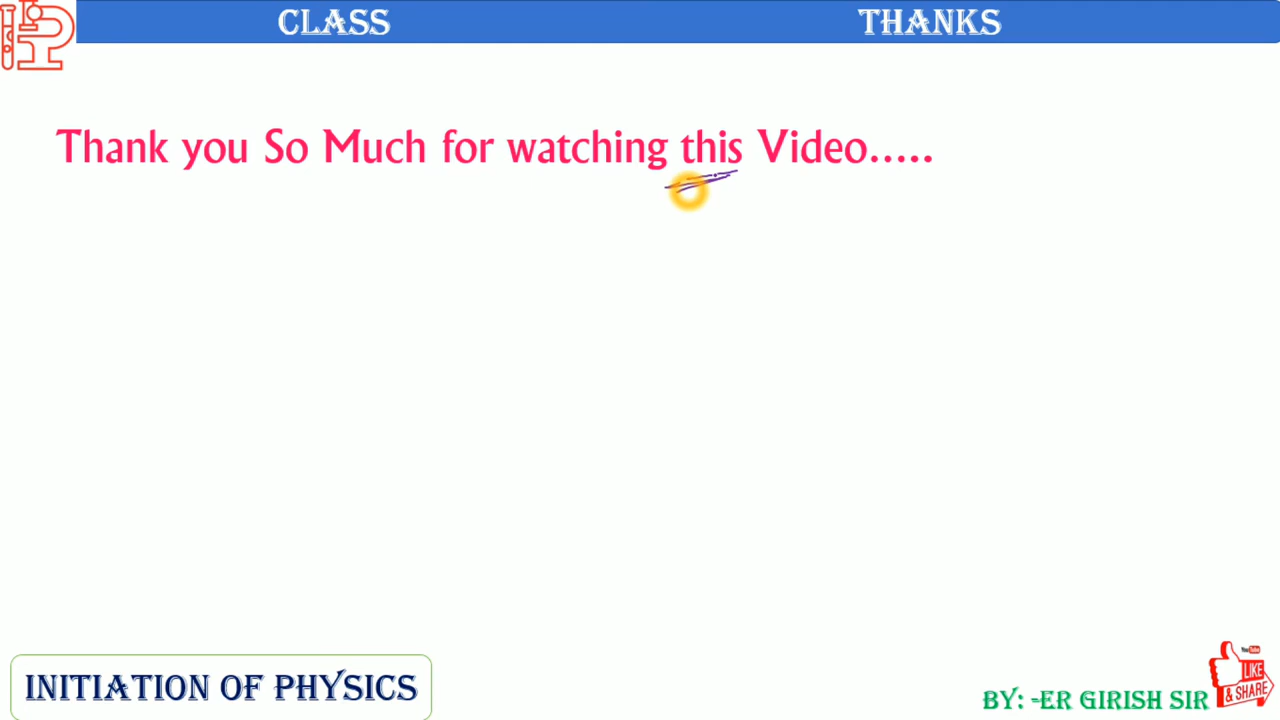 CLASS THANKS
Thank you So Much for watching this Video.....
INITIATION OF PHYSICS
BY: -ER GIRISH SIR
YouTube
LIKE
& SHARE